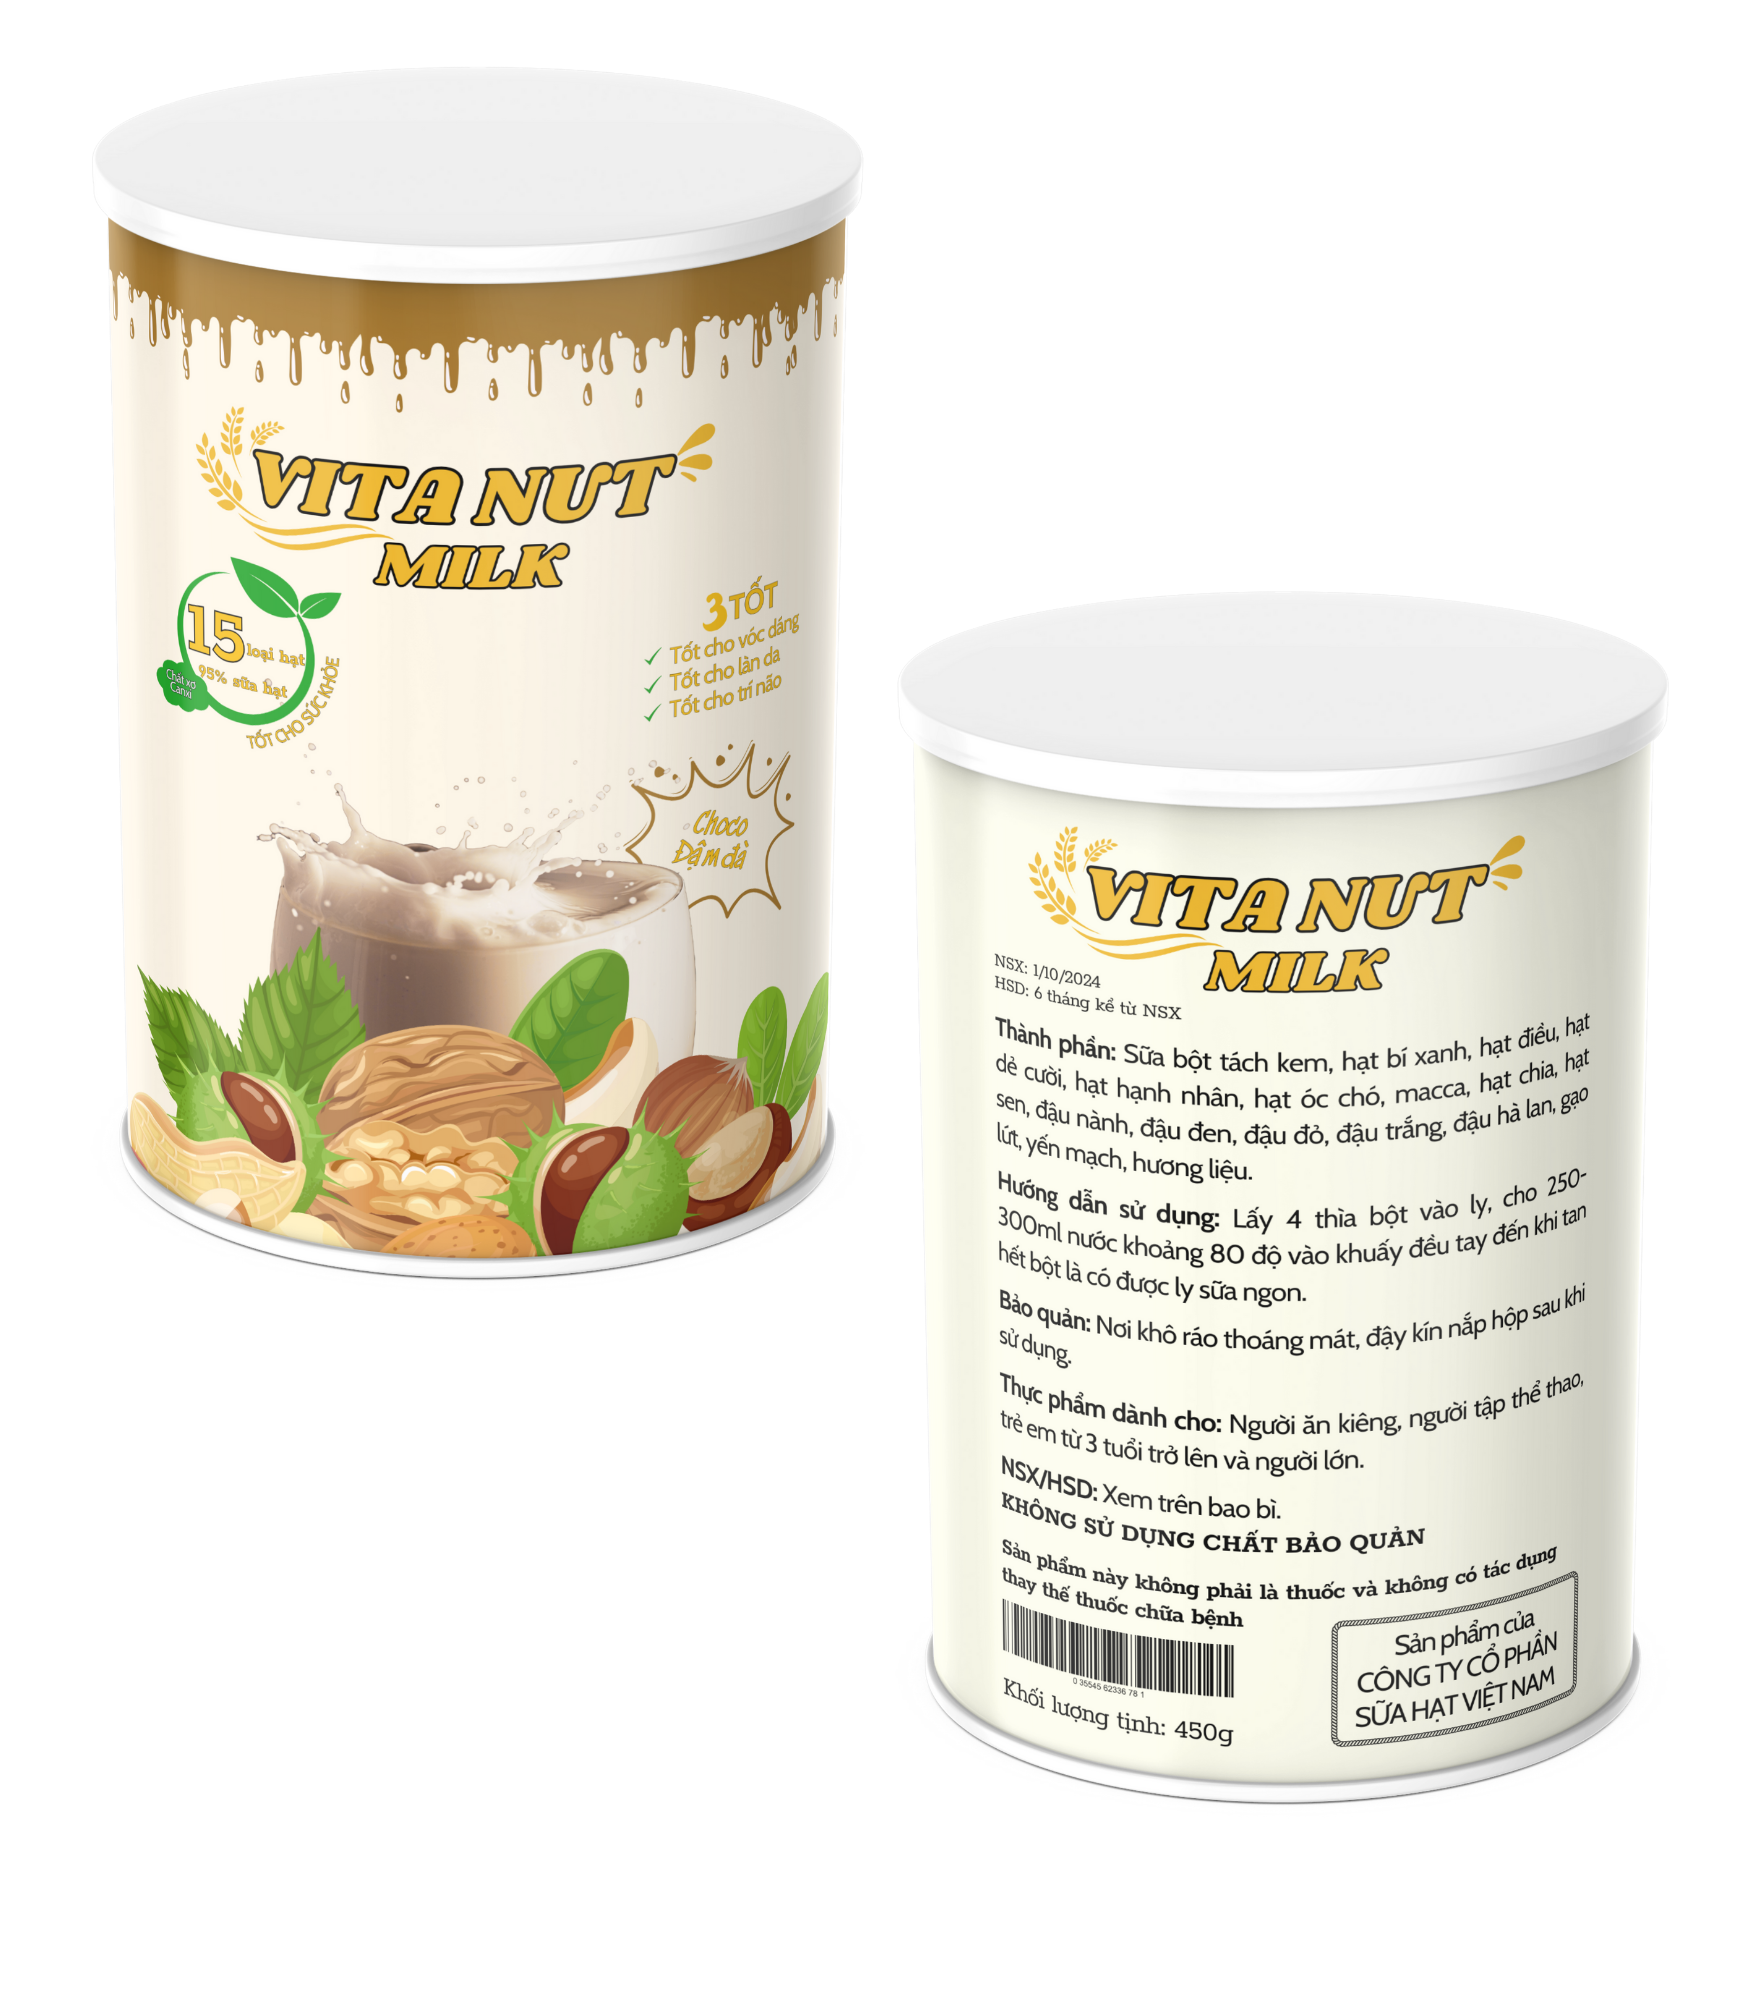 VITA NUT
MILK
15 loại hạt
95% sữa hạt
Chất xơ
Canxi
TỐT CHO SỨC KHỎE
3 TỐT
Tốt cho vóc dáng
Tốt cho làn da
Tốt cho trí não
Choco
Đậm đà
VITA NUT
MILK
NSX: 1/10/2024
HSD: 6 tháng kể từ NSX
Thành phần: Sữa bột tách kem, hạt bí xanh, hạt điều, hạt
dẻ cười, hạt hạnh nhân, hạt óc chó, macca, hạt chia, hạt
sen, đậu nành, đậu đen, đậu đỏ, đậu trắng, đậu hà lan, gạo
lứt, yến mạch, hương liệu.
Hướng dẫn sử dụng: Lấy 4 thìa bột vào ly, cho 250-
300ml nước khoảng 80 độ vào khuấy đều tay đến khi tan
hết bột là có được ly sữa ngon.
Bảo quản: Nơi khô ráo thoáng mát, đậy kín nắp hộp sau khi
sử dụng.
Thực phẩm dành cho: Người ăn kiêng, người tập thể thao,
trẻ em từ 3 tuổi trở lên và người lớn.
NSX/HSD: Xem trên bao bì.
KHÔNG SỬ DỤNG CHẤT BẢO QUẢN
Sản phẩm này không phải là thuốc và không có tác dụng
thay thế thuốc chữa bệnh
0 35545 62336 78 1
Khối lượng tịnh: 450g
Sản phẩm của
CÔNG TY CỔ PHẦN
SỮA HẠT VIỆT NAM